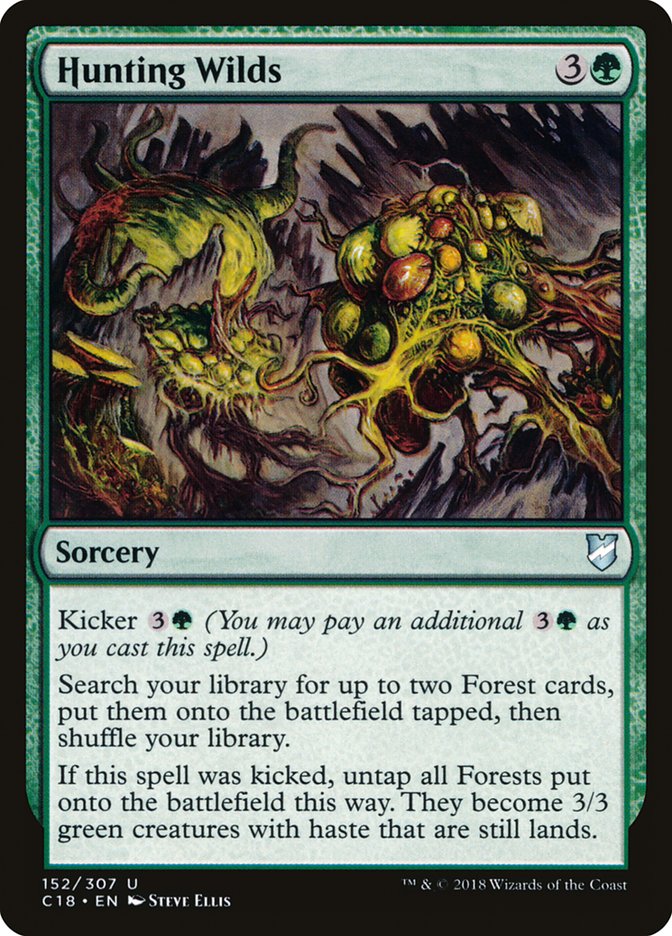 Hunting Wilds 3
Sorcery
Kicker 3 (You may pay an additional 3 as
you cast this spell.)
Search your library for up to two Forest cards,
put them onto the battlefield tapped, then
shuffle your library.
If this spell was kicked, untap all Forests put
onto the battlefield this way. They become 3/3
green creatures with haste that are still lands.
152/307 U
C18 • EN Steve Ellis
™ & © 2018 Wizards of the Coast